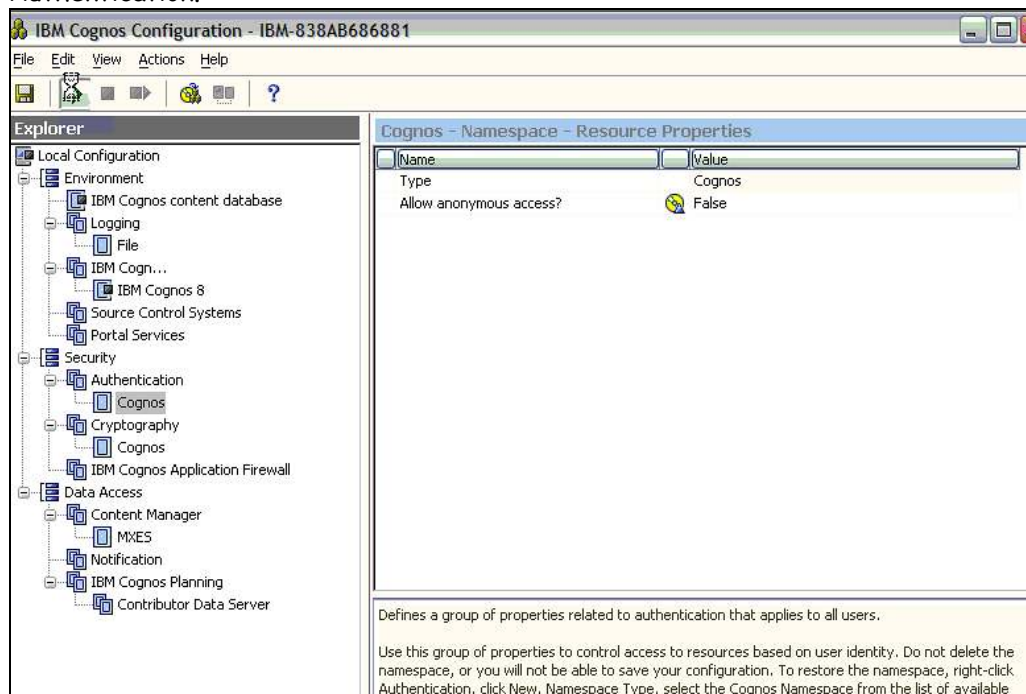 Authentication.
IBM Cognos Configuration - IBM-838AB686881
File Edit View Actions Help
?
Explorer
Cognos - Namespace - Resource Properties
Local Configuration
Name Value
Environment
Type Cognos
IBM Cognos content database
Allow anonymous access? False
Logging
File
IBM Cogn...
IBM Cognos 8
Source Control Systems
Portal Services
Security
Authentication
Cognos
Cryptography
Cognos
IBM Cognos Application Firewall
Data Access
Content Manager
MXES
Notification
IBM Cognos Planning
Contributor Data Server
Defines a group of properties related to authentication that applies to all users.
Use this group of properties to control access to resources based on user identity. Do not delete the
namespace, or you will not be able to save your configuration. To restore the namespace, right-click
Authentication, click New, Namespace Type, select the Cognos Namespace from the list of available